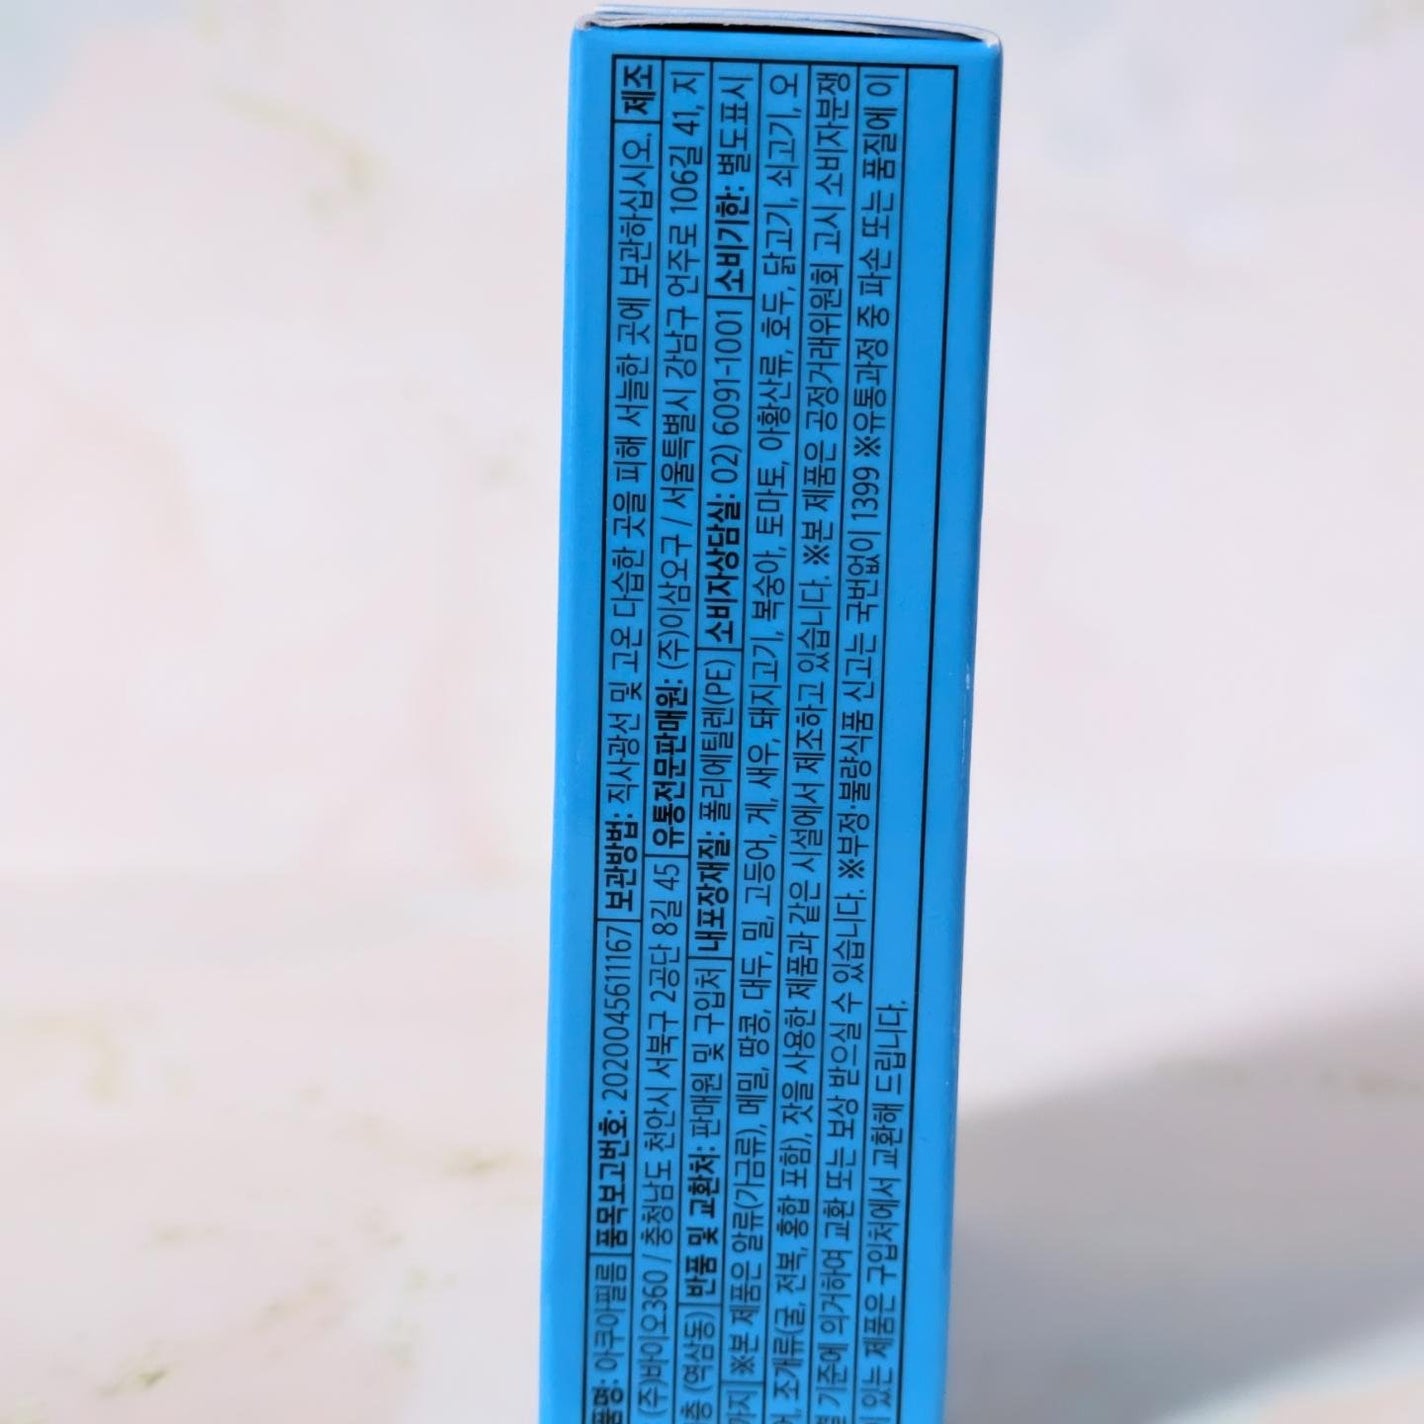 품명: 아쿠아필름 품목보고번호: 2020045611167 보관방법: 직사광선 및 고온 다습한 곳을 피해 서늘한 곳에 보관하십시오. 제조
(주)바이오360 / 충청남도 천안시 서북구 2공단 8길 45 유통전문판매원: (주)이삼오구 / 서울특별시 강남구 언주로 106길 41, 지
층 (역삼동) 반품 및 교환처: 판매원 및 구입처 내포장재질: 폴리에틸렌(PE) 소비자상담실: 02) 6091-1001 소비기한: 별도표시
까지 ※본 제품은 알류(가금류), 메밀, 땅콩, 대두, 밀, 고등어, 게, 새우, 돼지고기, 복숭아, 토마토, 아황산류, 호두, 닭고기, 쇠고기, 오
조개류(굴, 전복, 홍합 포함), 잣을 사용한 제품과 같은 시설에서 제조하고 있습니다. ※본 제품은 공정거래위원회 고시 소비자분쟁
기준에 의거하여 교환 또는 보상 받으실 수 있습니다. ※부정·불량식품 신고는 국번없이 1399 ※유통과정 중 파손 또는 품질에 이
있는 제품은 구입처에서 교환해 드립니다.